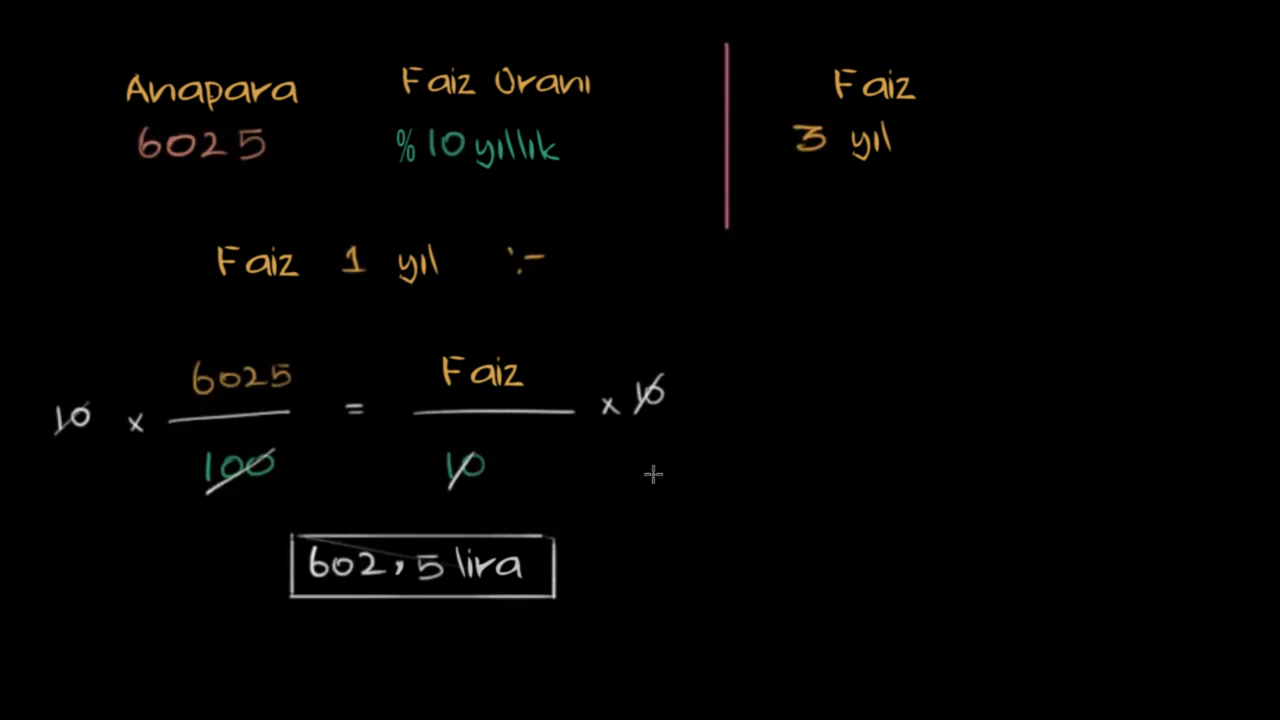 Anapara Faiz Oranı
6025 %10 yıllık
Faiz
3 yıl
Faiz 1 yıl :-
10 × 6025 / 100 = Faiz / 10 × 10
602,5 lira